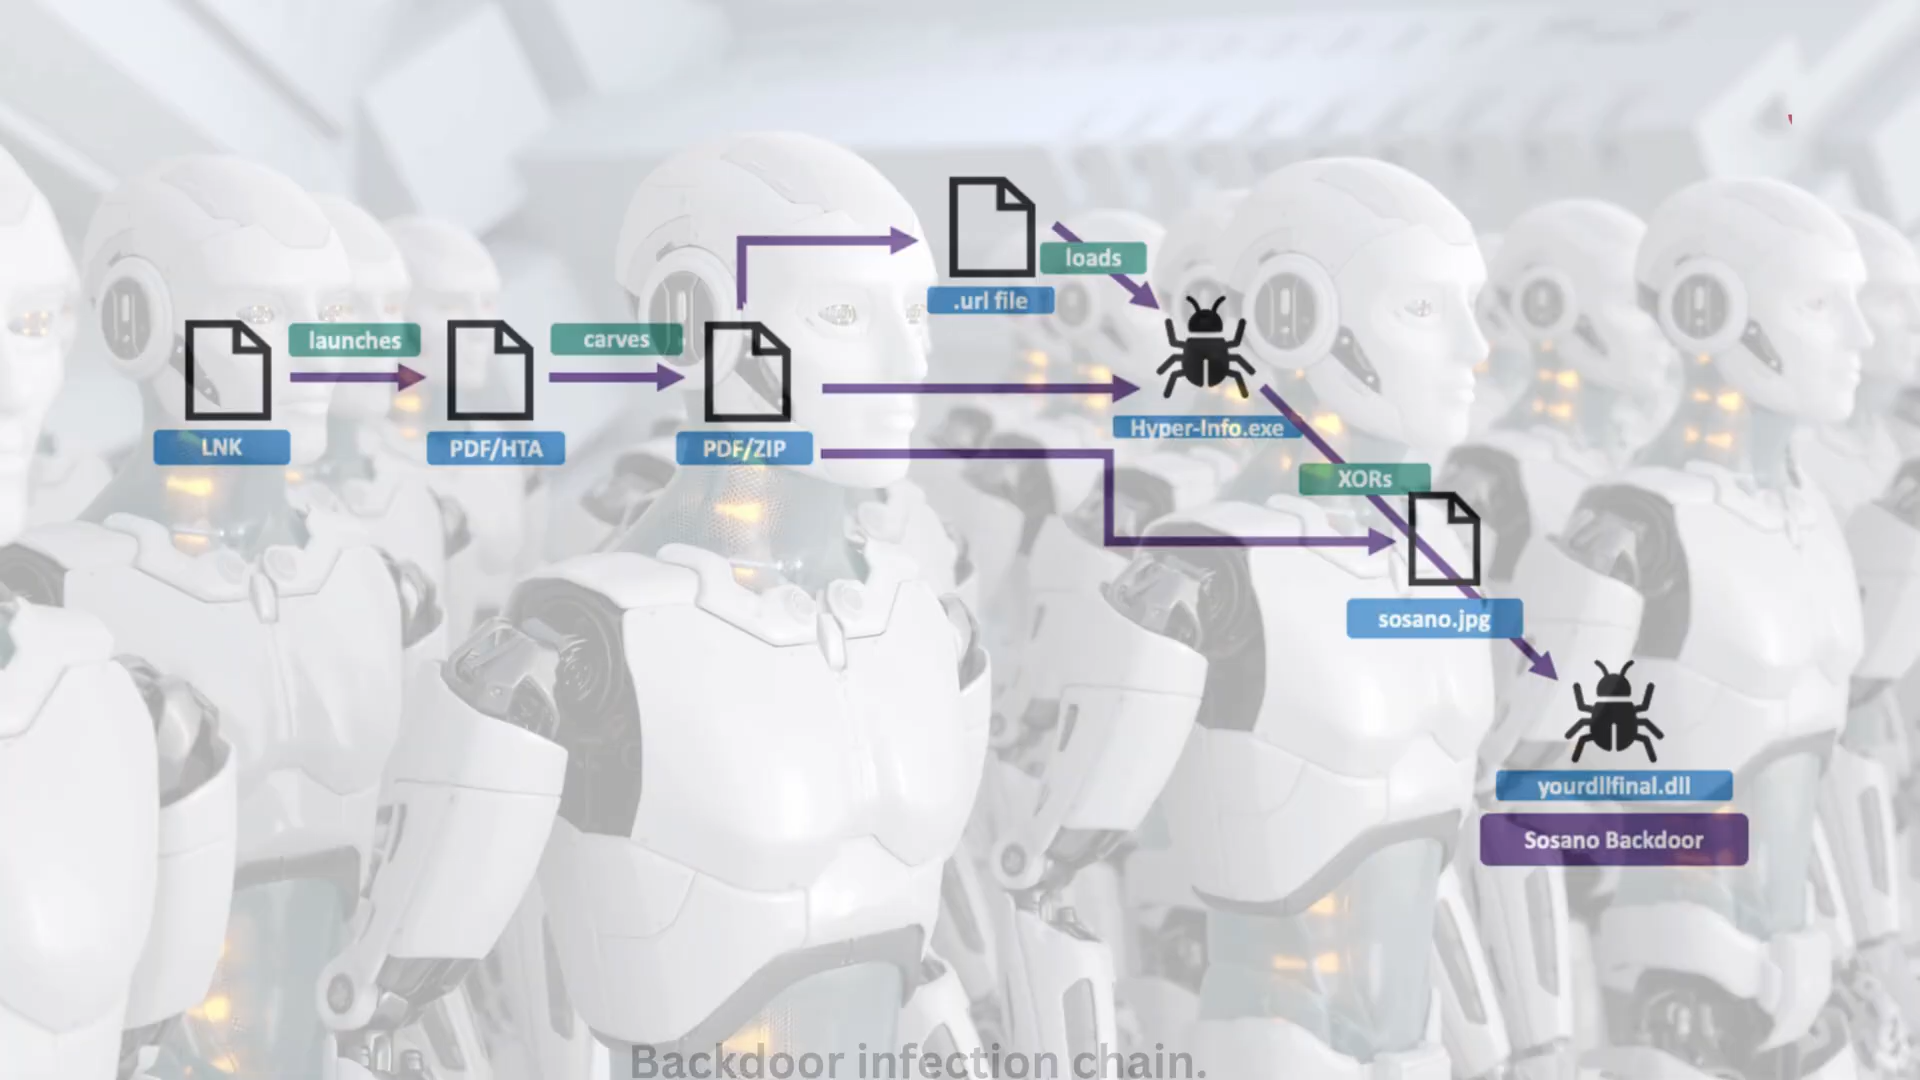 loads
.url file
launches
carves
LNK
PDF/HTA
PDF/ZIP
Hyper-Info.exe
XORs
sosano.jpg
yourdllfinal.dll
Sosano Backdoor
Backdoor infection chain.